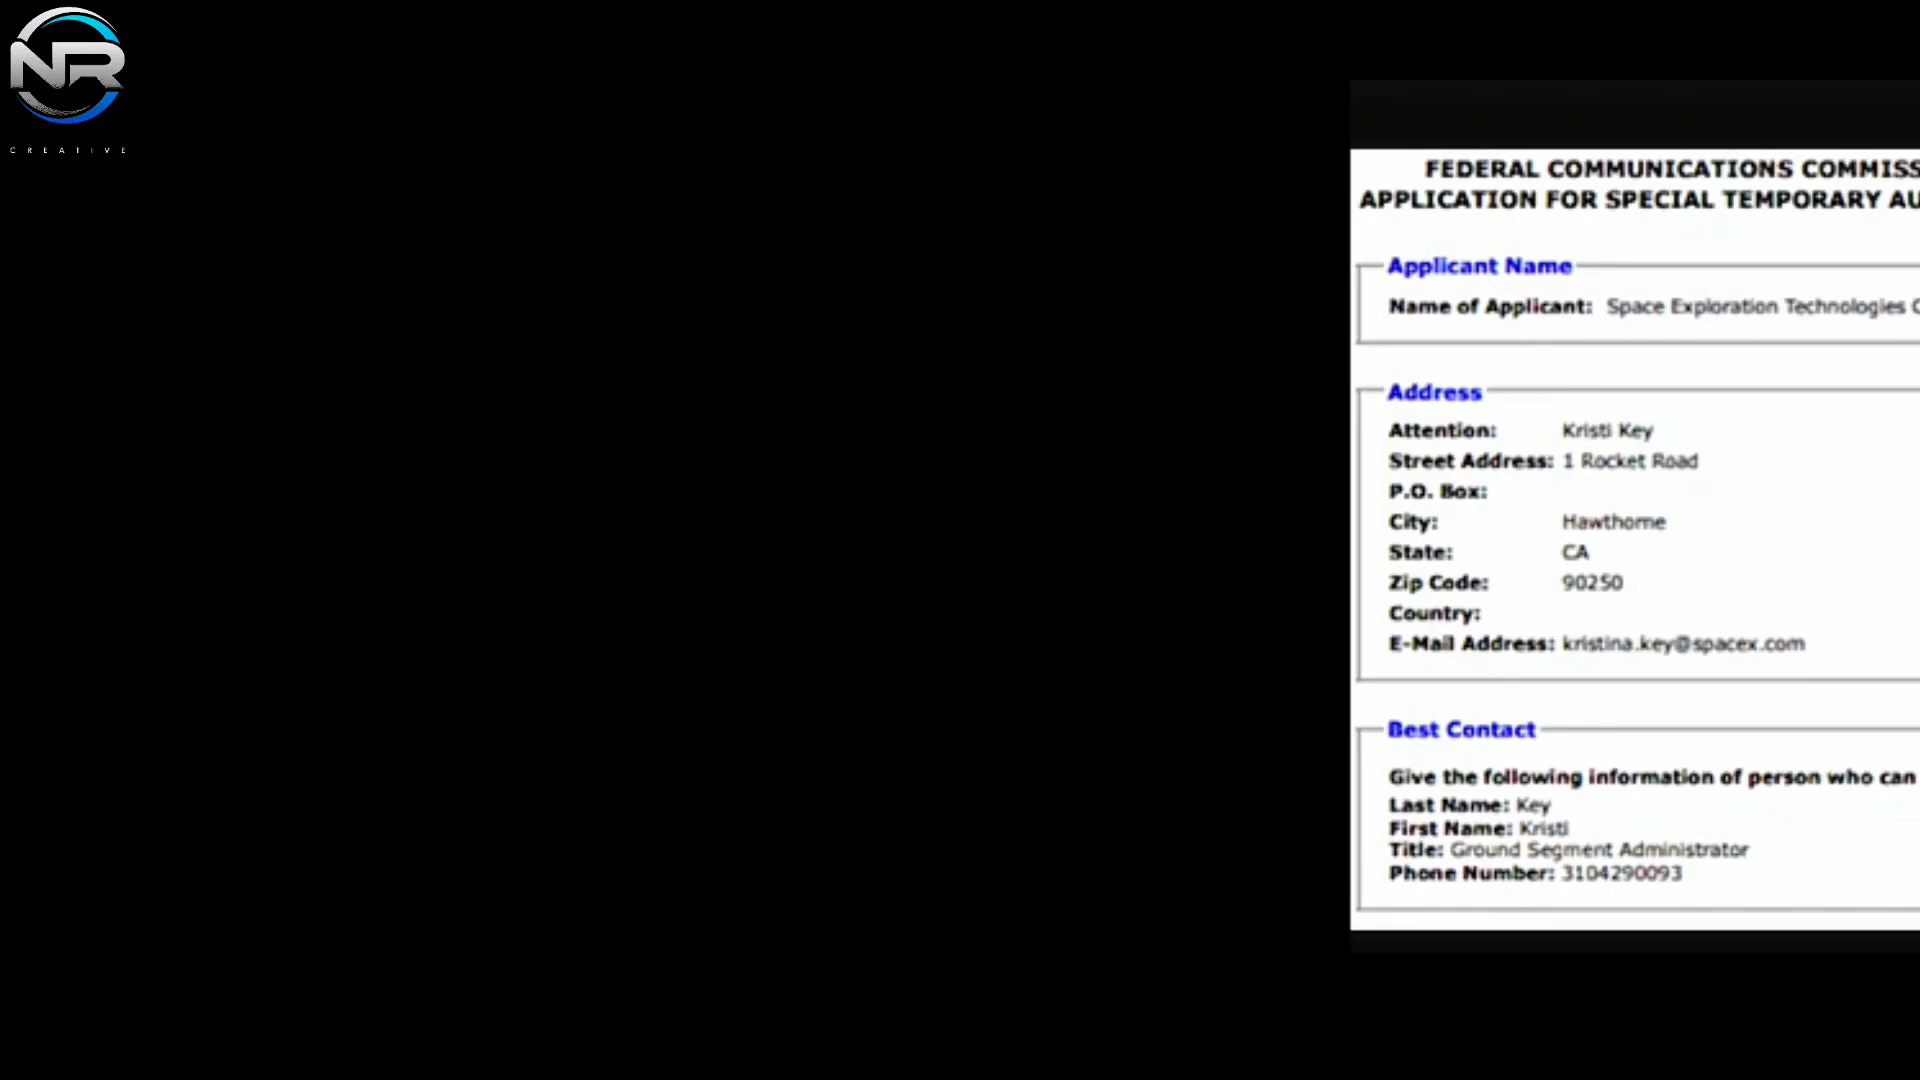 NR
CREATIVE
FEDERAL COMMUNICATIONS COMMISS
APPLICATION FOR SPECIAL TEMPORARY AU
Applicant Name
Name of Applicant: Space Exploration Technologies C
Address
Attention: Kristi Key
Street Address: 1 Rocket Road
P.O. Box:
City: Hawthorne
State: CA
Zip Code: 90250
Country:
E-Mail Address: kristina.key@spacex.com
Best Contact
Give the following information of person who can
Last Name: Key
First Name: Kristi
Title: Ground Segment Administrator
Phone Number: 3104290093